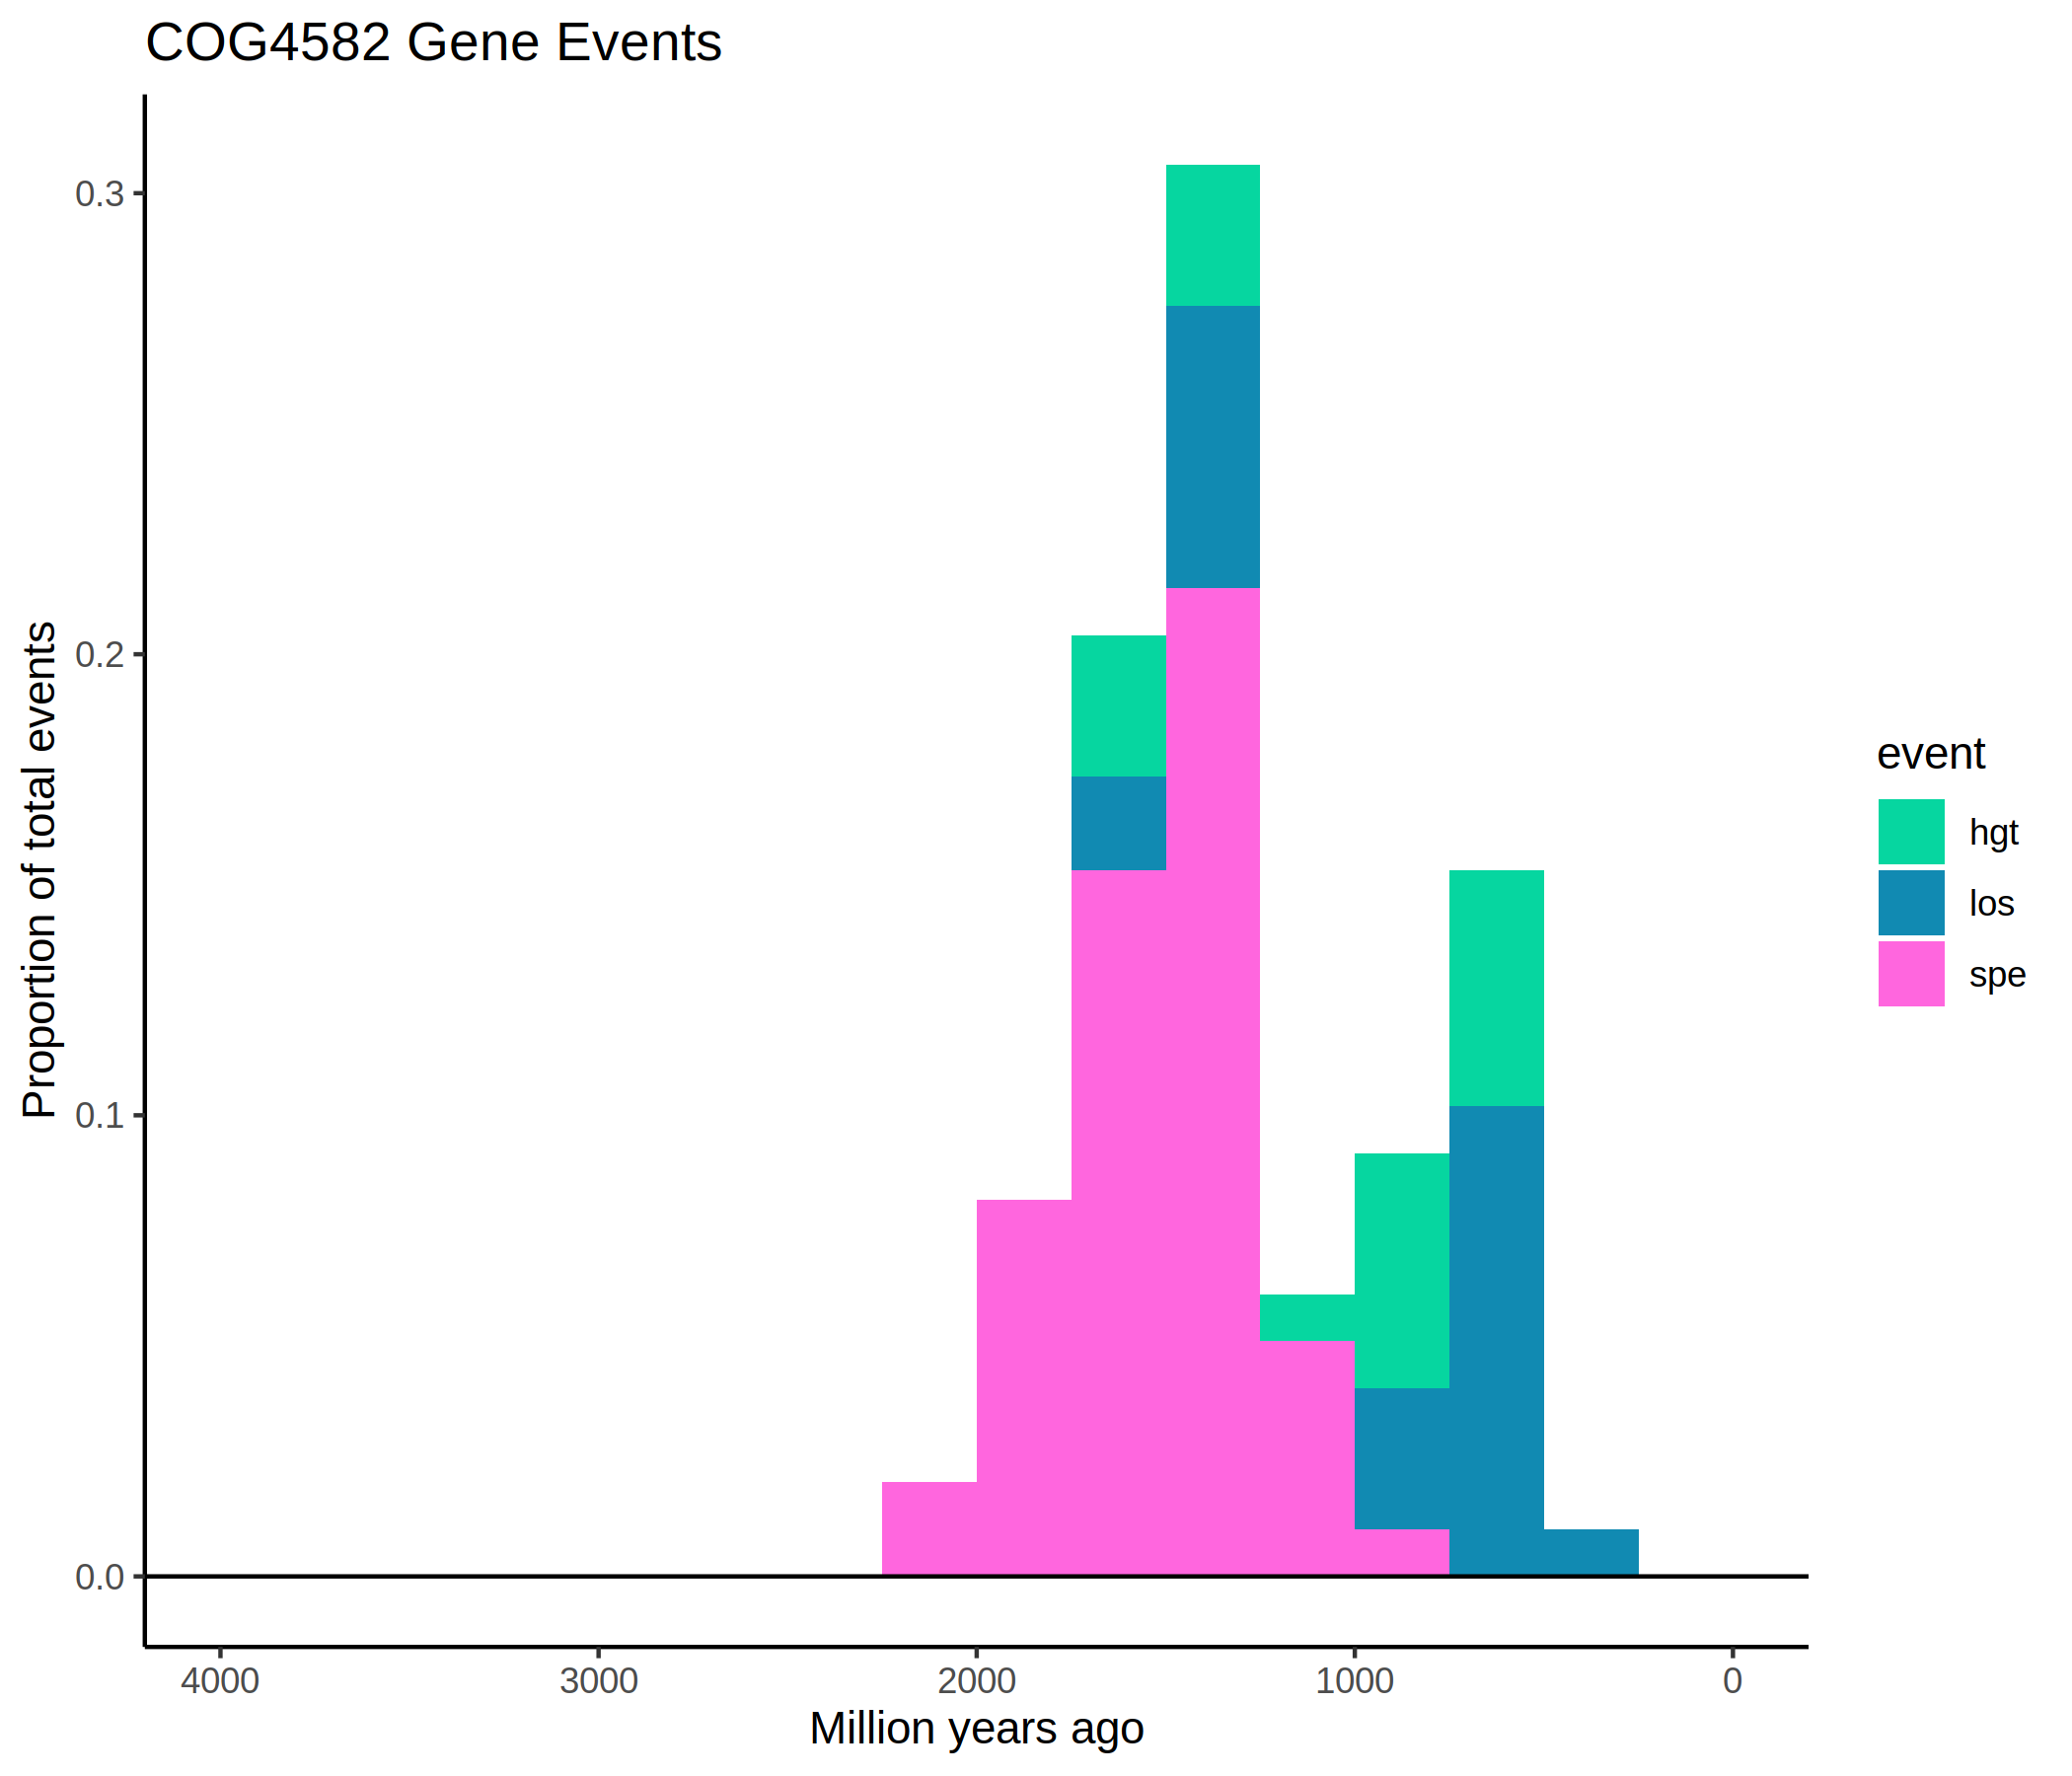 COG4582 Gene Events
Proportion of total events
0.3
0.2
0.1
0.0
4000 3000 2000 1000 0
Million years ago
event
hgt
los
spe